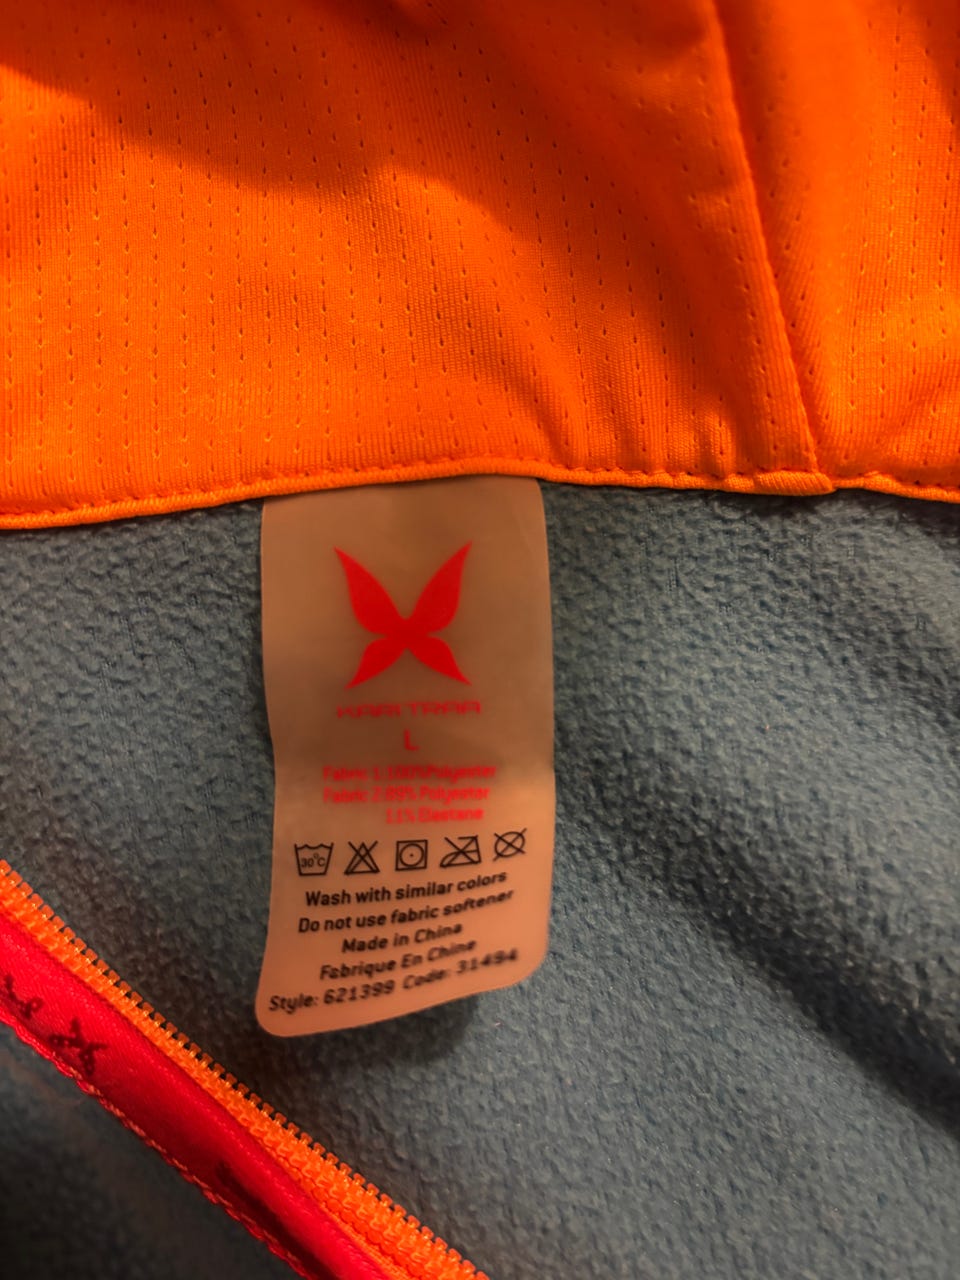 KARI TRAA
L
Fabric 1:100%Polyester
Fabric 2:89% Polyester
11% Elastane
30°C
Wash with similar colors
Do not use fabric softener
Made in China
Fabrique En Chine
Style: 621399 Code: 31494